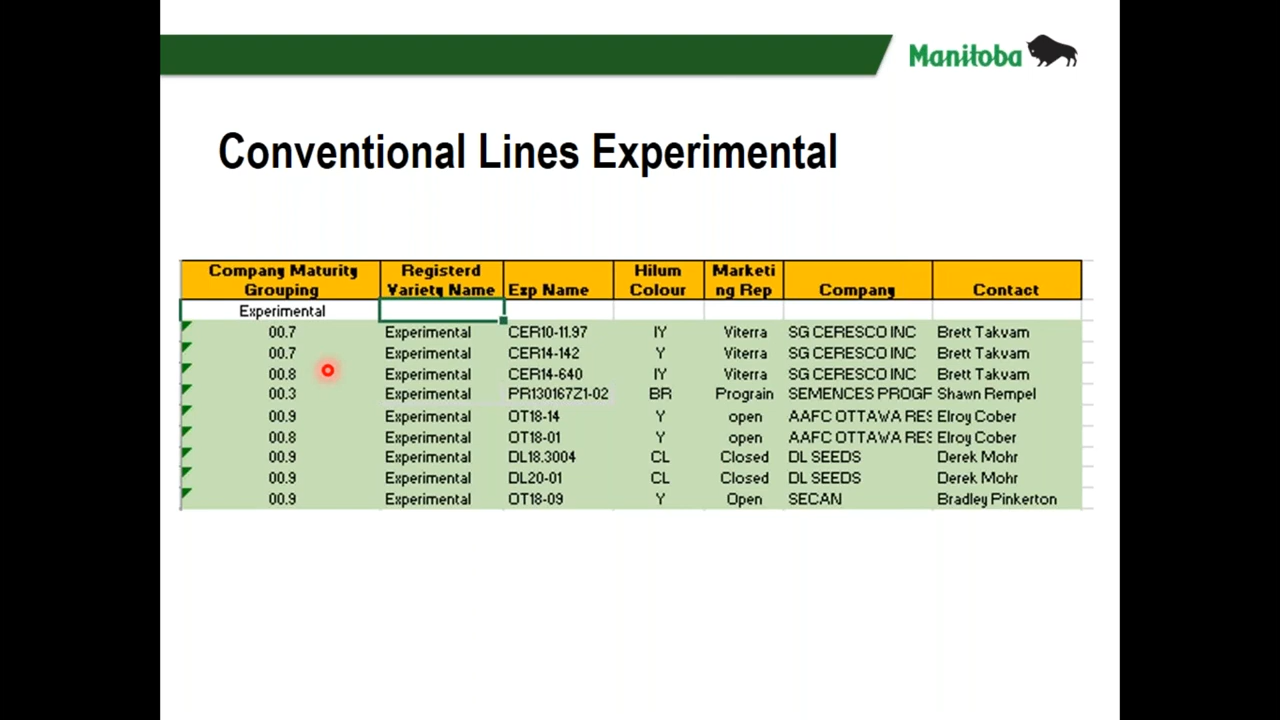 Manitoba
Conventional Lines Experimental
Company Maturity Grouping Registerd Variety Name Exp Name Hilum Colour Marketi ng Rep Company Contact
Experimental
00.7 Experimental CER10-11.97 IY Viterra SG CERESCO INC Brett Takvam
00.7 Experimental CER14-142 Y Viterra SG CERESCO INC Brett Takvam
00.8 Experimental CER14-640 IY Viterra SG CERESCO INC Brett Takvam
00.3 Experimental PR130167Z1-02 BR Prograin SEMENCES PROGR Shawn Rempel
00.9 Experimental OT18-14 Y open AAFC OTTAWA RES Elroy Cober
00.8 Experimental OT18-01 Y open AAFC OTTAWA RES Elroy Cober
00.9 Experimental DL18.3004 CL Closed DL SEEDS Derek Mohr
00.9 Experimental DL20-01 CL Closed DL SEEDS Derek Mohr
00.9 Experimental OT18-09 Y Open SECAN Bradley Pinkerton